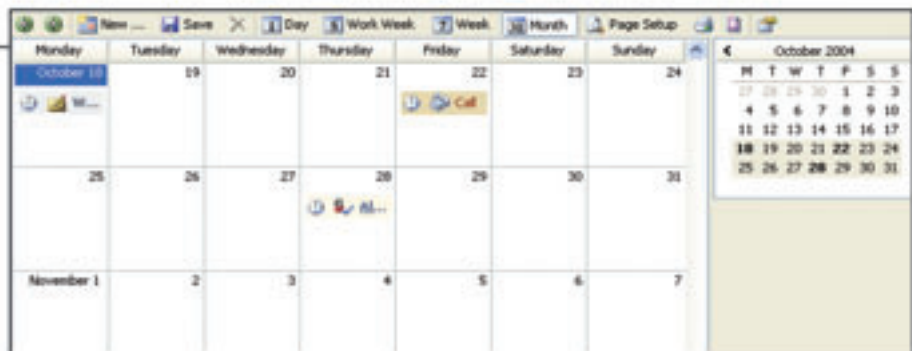 New ... Save Day Work Week 7 Week Month Page Setup
Monday Tuesday Wednesday Thursday Friday Saturday Sunday
October 18 19 20 21 22 23 24
W... Call
25 26 27 28 29 30 31
Al...
November 1 2 3 4 5 6 7
October 2004
M T W T F S S
27 28 29 30 1 2 3
4 5 6 7 8 9 10
11 12 13 14 15 16 17
18 19 20 21 22 23 24
25 26 27 28 29 30 31